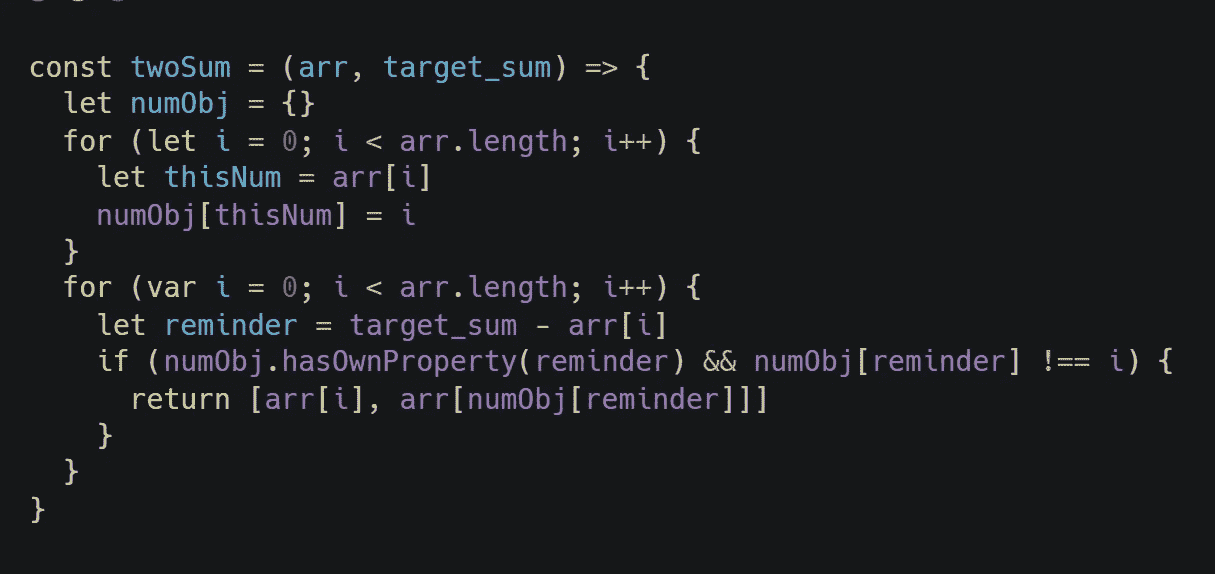 const twoSum = (arr, target_sum) => {
  let numObj = {}
  for (let i = 0; i < arr.length; i++) {
    let thisNum = arr[i]
    numObj[thisNum] = i
  }
  for (var i = 0; i < arr.length; i++) {
    let reminder = target_sum - arr[i]
    if (numObj.hasOwnProperty(reminder) && numObj[reminder] !== i) {
      return [arr[i], arr[numObj[reminder]]]
    }
  }
}